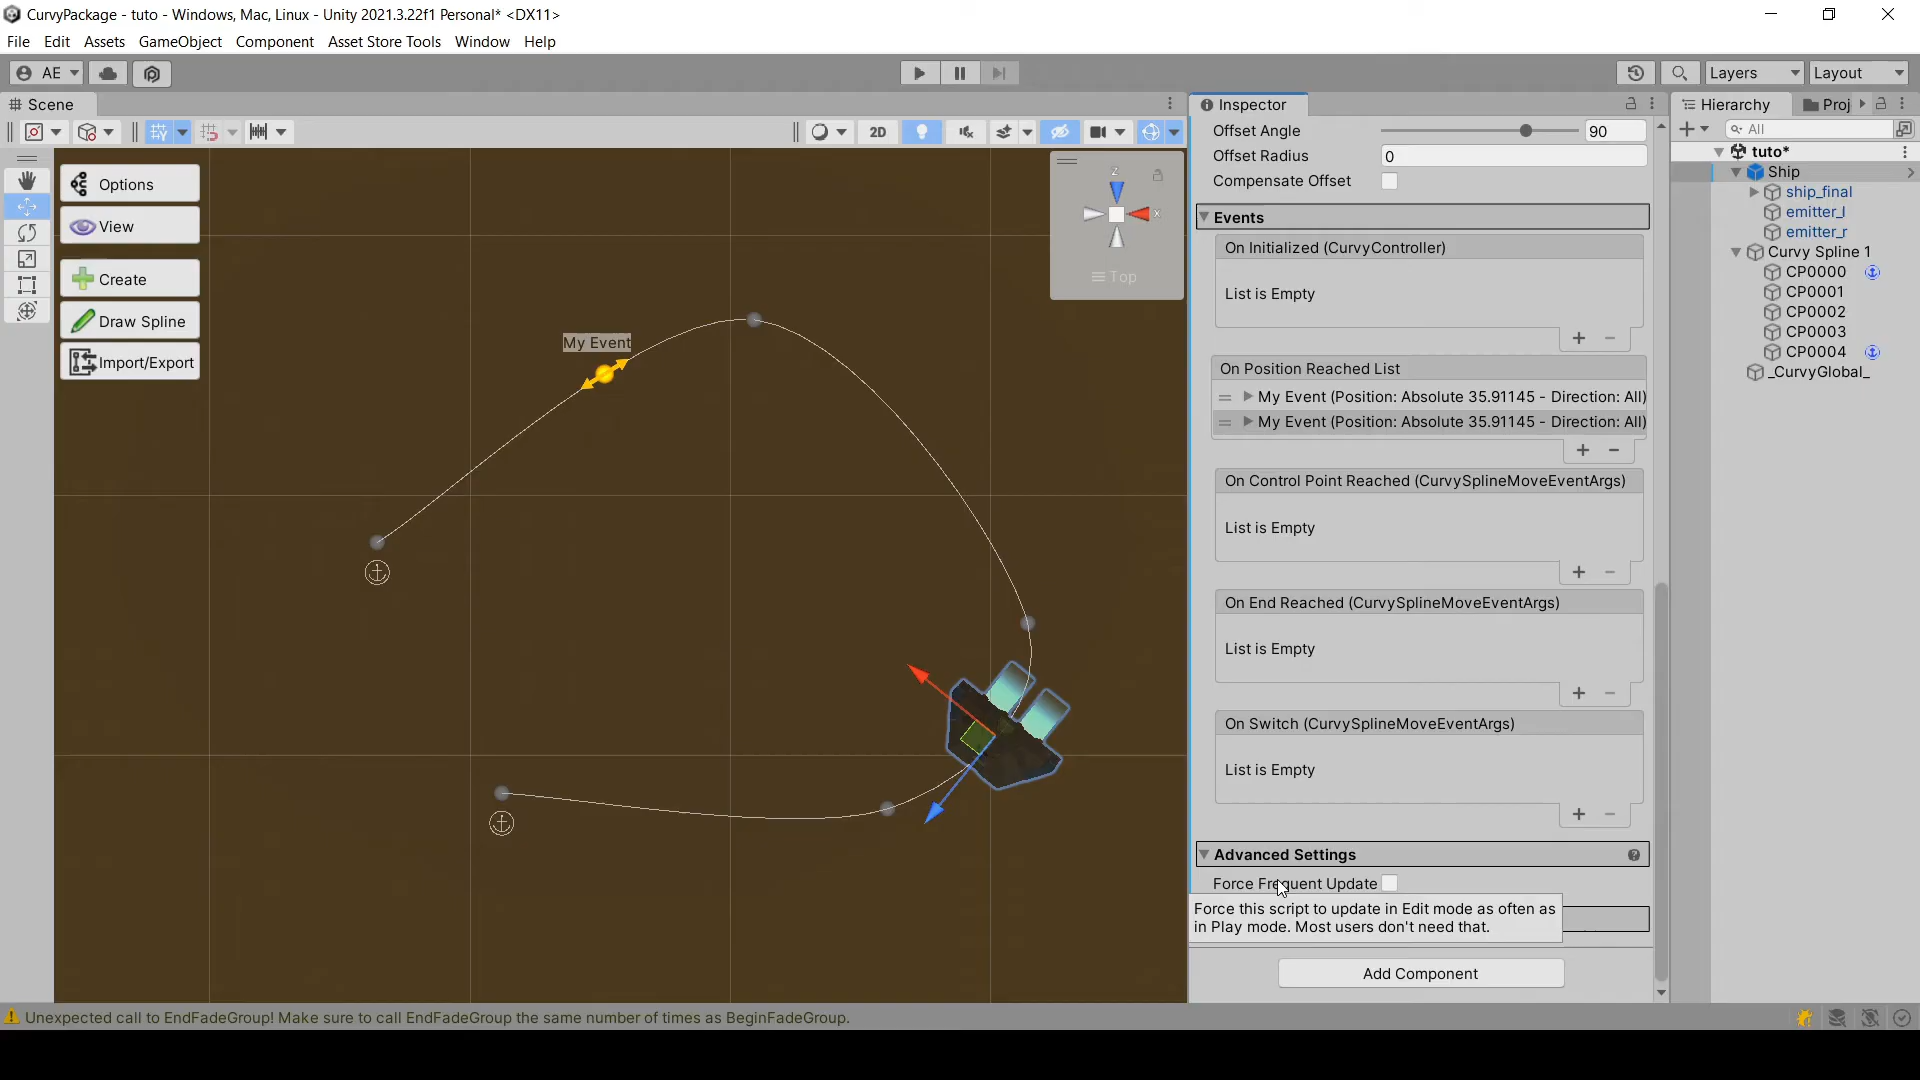 CurvyPackage - tuto - Windows, Mac, Linux - Unity 2021.3.22f1 Personal* <DX11>
File Edit Assets GameObject Component Asset Store Tools Window Help
AE
Layers
Layout
Scene
2D
Options
View
Create
Draw Spline
Import/Export
My Event
Z
x
Top
Inspector
Offset Angle 90
Offset Radius 0
Compensate Offset
Events
On Initialized (CurvyController)
List is Empty
+ -
On Position Reached List
My Event (Position: Absolute 35.91145 - Direction: All)
My Event (Position: Absolute 35.91145 - Direction: All)
+ -
On Control Point Reached (CurvySplineMoveEventArgs)
List is Empty
+ -
On End Reached (CurvySplineMoveEventArgs)
List is Empty
+ -
On Switch (CurvySplineMoveEventArgs)
List is Empty
+ -
Advanced Settings
Force Frequent Update
Force this script to update in Edit mode as often as
in Play mode. Most users don't need that.
Add Component
Hierarchy
Proj
All
tuto*
Ship
ship_final
emitter_l
emitter_r
Curvy Spline 1
CP0000
CP0001
CP0002
CP0003
CP0004
_CurvyGlobal_
Unexpected call to EndFadeGroup! Make sure to call EndFadeGroup the same number of times as BeginFadeGroup.